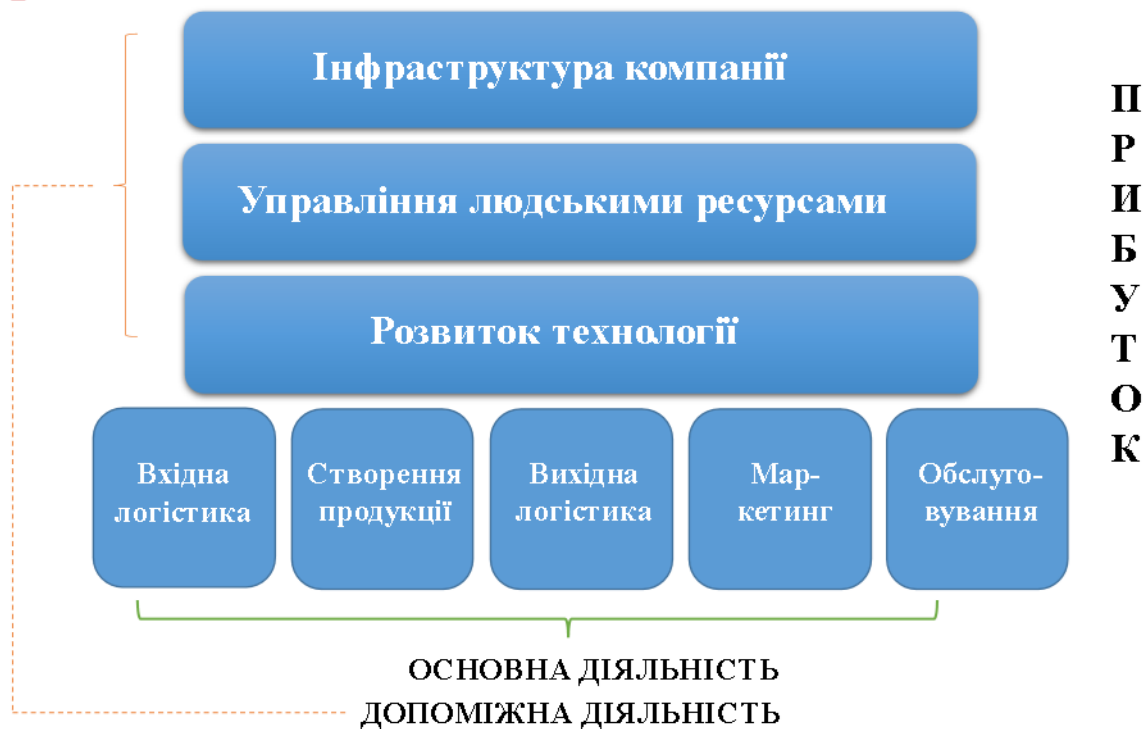 Інфраструктура компанії
Управління людськими ресурсами
Розвиток технології
Вхідна
логістика
Створення
продукції
Вихідна
логістика
Мар-
кетинг
Обслуго-
вування
П
Р
И
Б
У
Т
О
К
ОСНОВНА ДІЯЛЬНІСТЬ
ДОПОМІЖНА ДІЯЛЬНІСТЬ